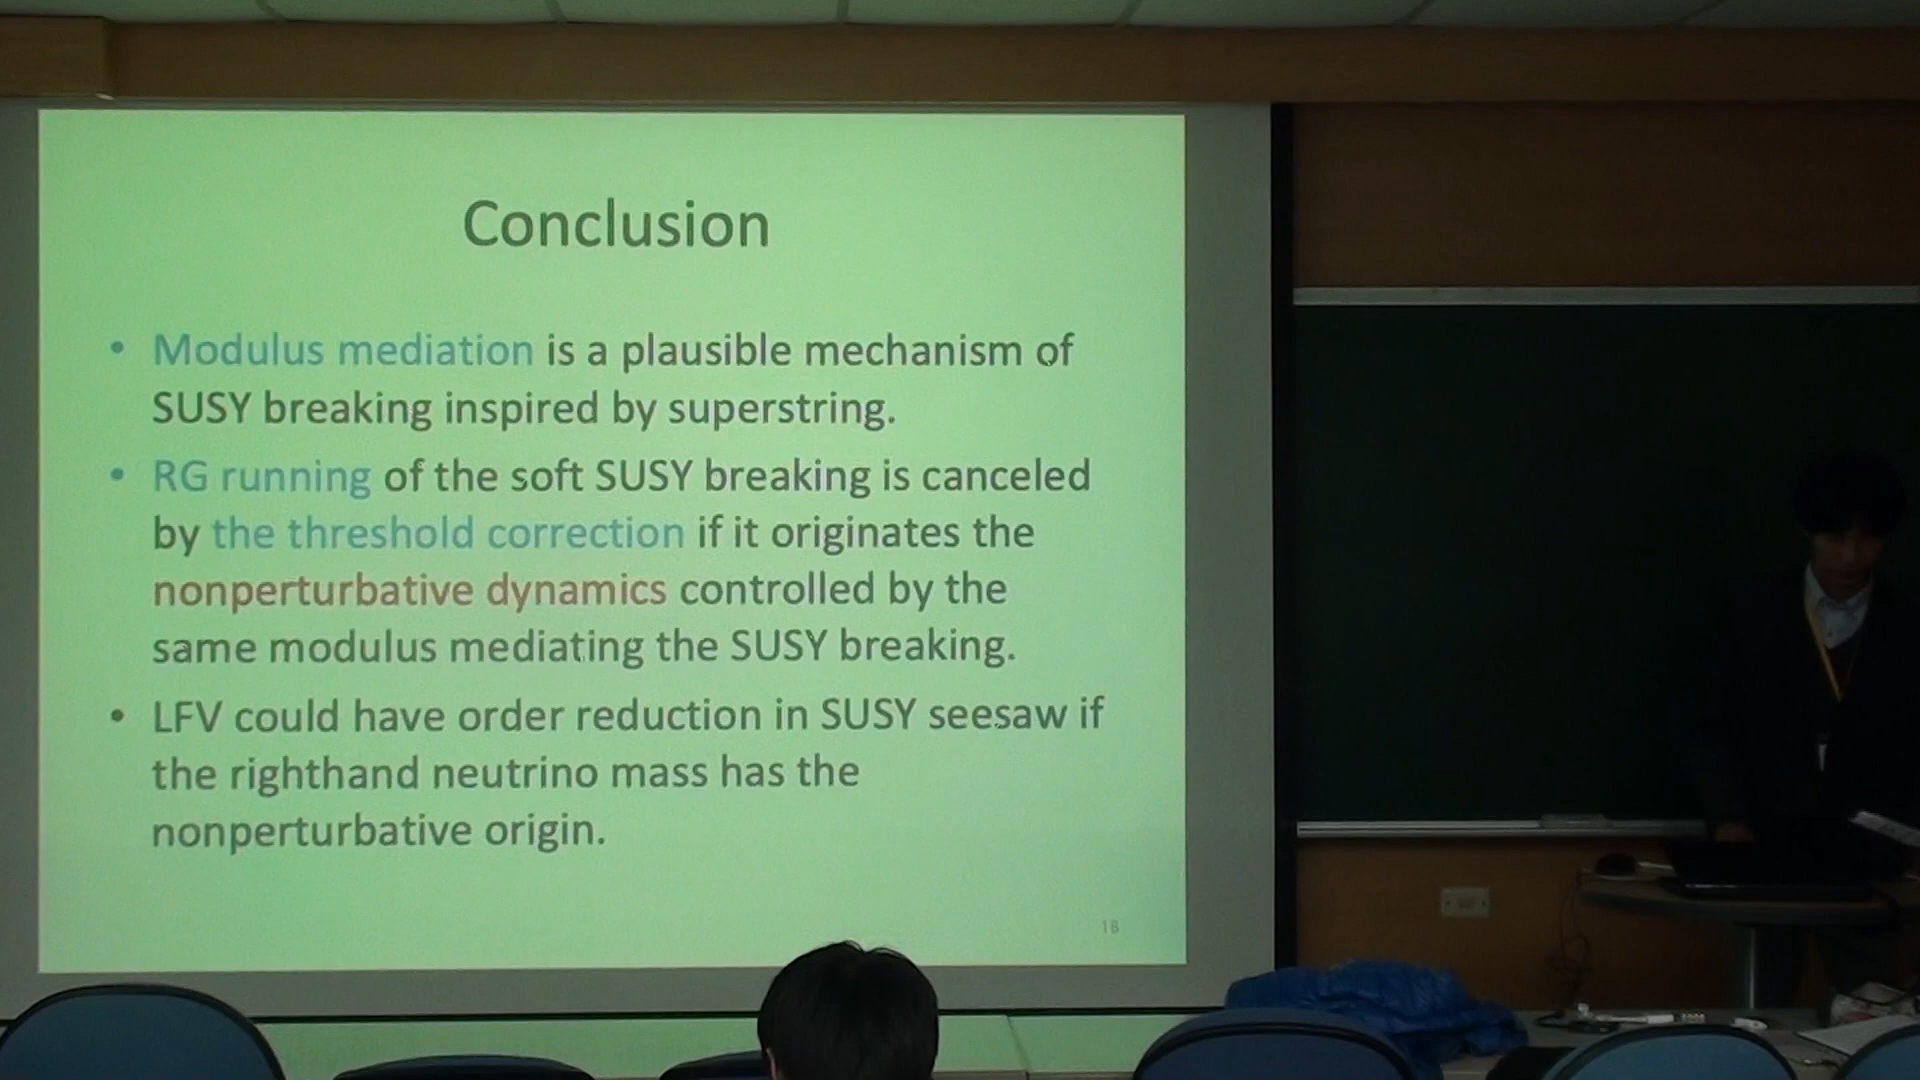 Conclusion
• Modulus mediation is a plausible mechanism of
SUSY breaking inspired by superstring.
• RG running of the soft SUSY breaking is canceled
by the threshold correction if it originates the
nonperturbative dynamics controlled by the
same modulus mediating the SUSY breaking.
• LFV could have order reduction in SUSY seesaw if
the righthand neutrino mass has the
nonperturbative origin.